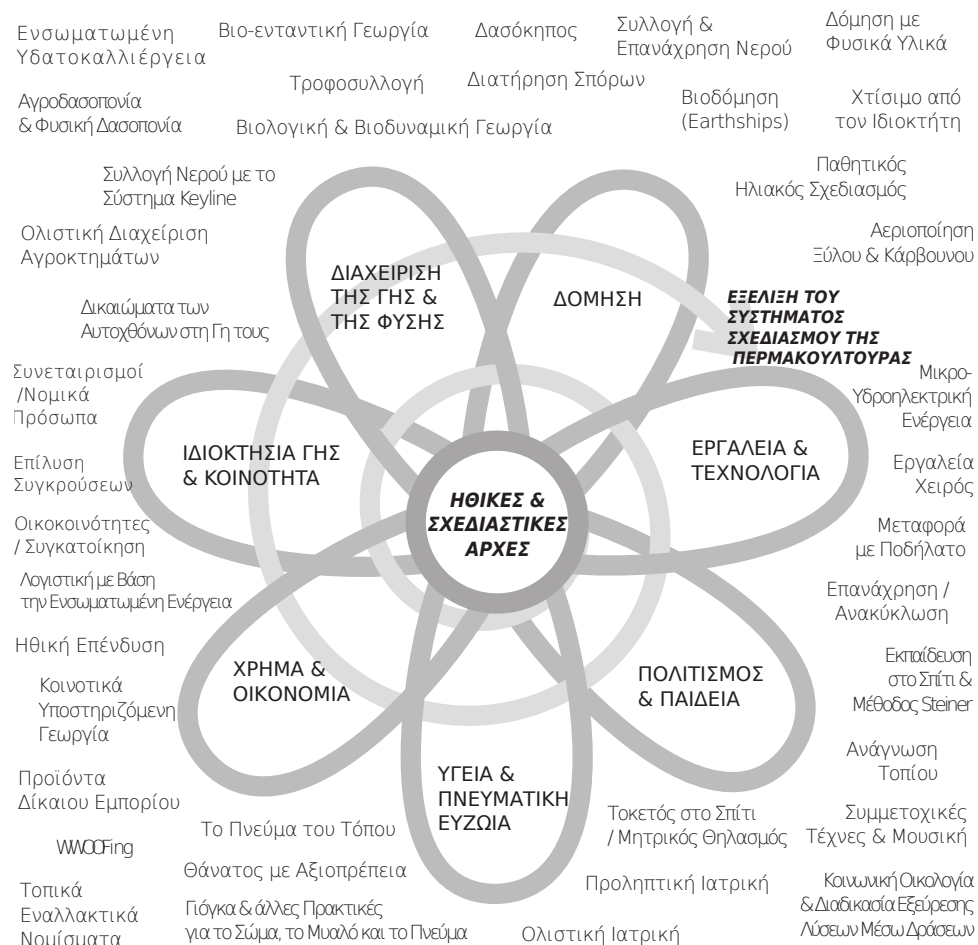 Ενσωματωμένη
Υδατοκαλλιέργεια
Βιο-ενταντική Γεωργία
Δασόκηπος
Συλλογή &
Επανάχρηση Νερού
Δόμηση με
Φυσικά Υλικά
Τροφοσυλλογή
Διατήρηση Σπόρων
Αγροδασοπονία
& Φυσική Δασοπονία
Βιολογική & Βιοδυναμική Γεωργία
Βιοδόμηση
(Earthships)
Χτίσιμο από
τον Ιδιοκτήτη
Συλλογή Νερού με το
Σύστημα Keyline
Παθητικός
Ηλιακός Σχεδιασμός
Ολιστική Διαχείριση
Αγροκτημάτων
Αεριοποίηση
Ξύλου & Κάρβουνου
ΔΙΑΧΕΙΡΙΣΗ
ΤΗΣ ΓΗΣ &
ΤΗΣ ΦΥΣΗΣ
ΔΟΜΗΣΗ
ΕΞΕΛΙΞΗ ΤΟΥ
ΣΥΣΤΗΜΑΤΟΣ
ΣΧΕΔΙΑΣΜΟΥ ΤΗΣ
ΠΕΡΜΑΚΟΥΛΤΟΥΡΑΣ
Δικαιώματα των
Αυτοχθόνων στη Γη τους
Συνεταιρισμοί
/Νομικά
Πρόσωπα
Μικρο-
Υδροηλεκτρική
Ενέργεια
ΙΔΙΟΚΤΗΣΙΑ ΓΗΣ
& ΚΟΙΝΟΤΗΤΑ
ΕΡΓΑΛΕΙΑ &
ΤΕΧΝΟΛΟΓΙΑ
Επίλυση
Συγκρούσεων
Εργαλεία
Χειρός
ΗΘΙΚΕΣ &
ΣΧΕΔΙΑΣΤΙΚΕΣ
ΑΡΧΕΣ
Οικοκοινότητες
/ Συγκατοίκηση
Μεταφορά
με Ποδήλατο
Λογιστική με Βάση
την Ενσωματωμένη Ενέργεια
Επανάχρηση /
Ανακύκλωση
Ηθική Επένδυση
Εκπαίδευση
στο Σπίτι &
Μέθοδος Steiner
ΧΡΗΜΑ &
ΟΙΚΟΝΟΜΙΑ
ΠΟΛΙΤΙΣΜΟΣ
& ΠΑΙΔΕΙΑ
Κοινοτικά
Υποστηριζόμενη
Γεωργία
Ανάγνωση
Τοπίου
Προϊόντα
Δίκαιου Εμπορίου
ΥΓΕΙΑ &
ΠΝΕΥΜΑΤΙΚΗ
ΕΥΖΩΙΑ
Τοκετός στο Σπίτι
/ Μητρικός Θηλασμός
Συμμετοχικές
Τέχνες & Μουσική
WWOOFing
Το Πνεύμα του Τόπου
Θάνατος με Αξιοπρέπεια
Προληπτική Ιατρική
Τοπικά
Εναλλακτικά
Νομίσματα
Γιόγκα & άλλες Πρακτικές
για το Σώμα, το Μυαλό και το Πνεύμα
Ολιστική Ιατρική
Κοινωνική Οικολογία
& Διαδικασία Εξεύρεσης
Λύσεων Μέσω Δράσεων